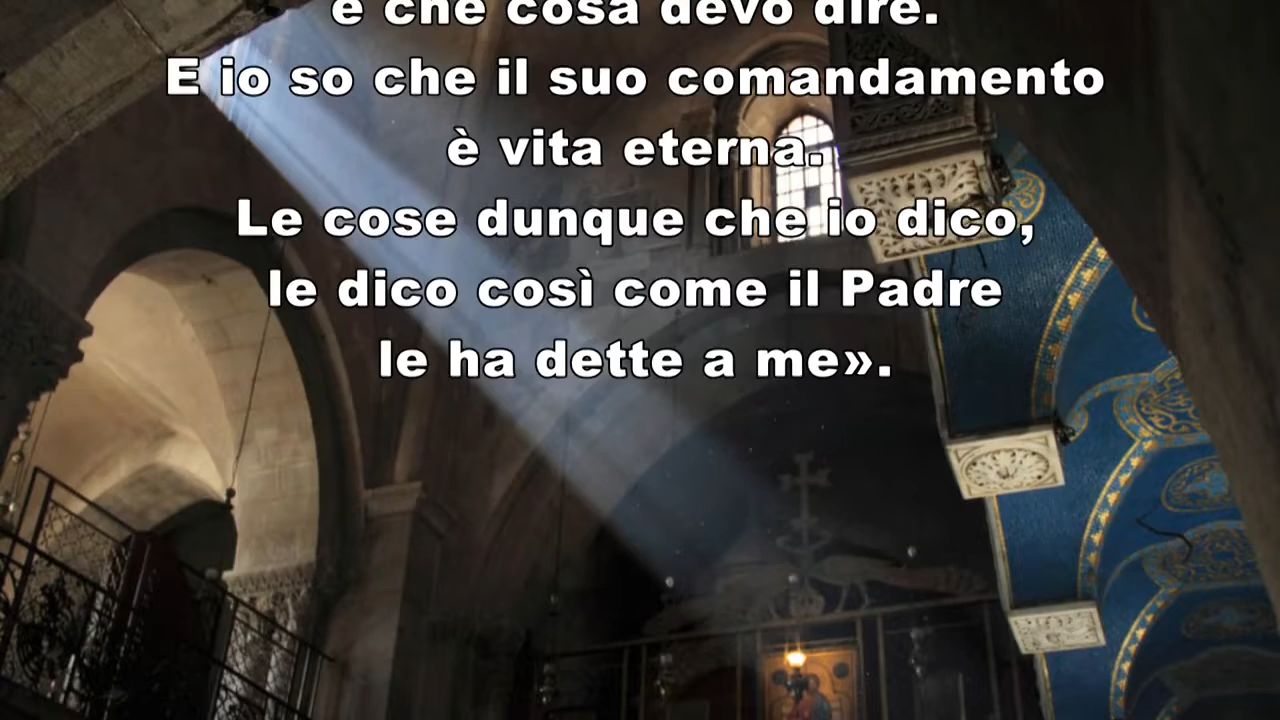 e che cosa devo dire.
E io so che il suo comandamento
è vita eterna.
Le cose dunque che io dico,
le dico così come il Padre
le ha dette a me».